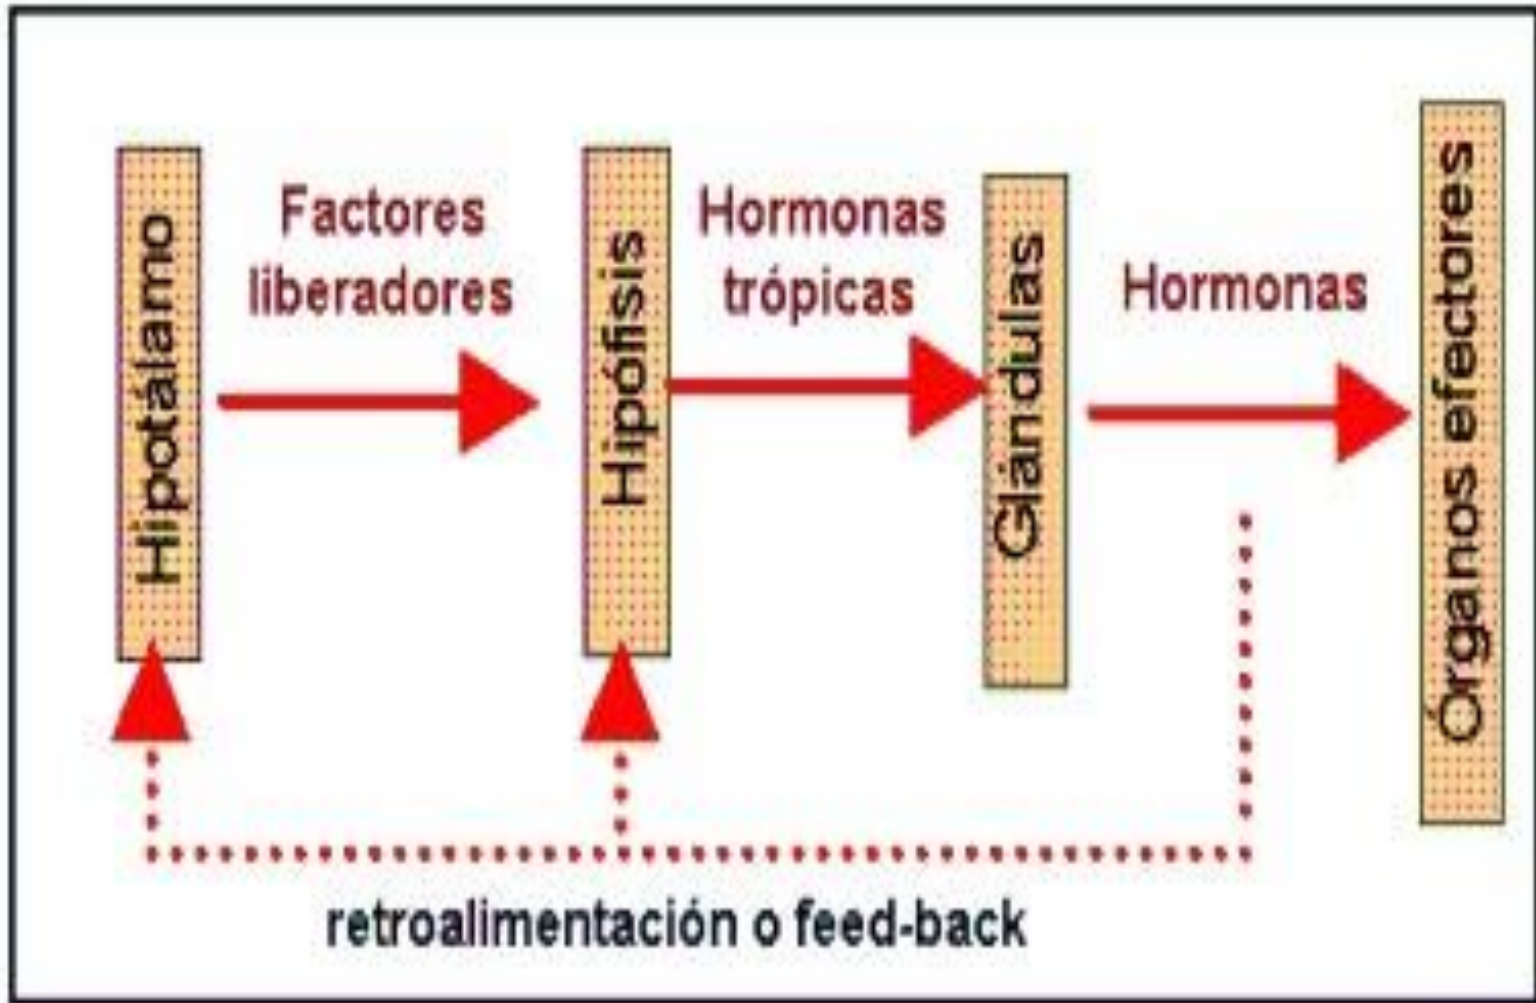 Hipotálamo
Factores
liberadores
Hipófisis
Hormonas
trópicas
Glándulas
Hormonas
Órganos efectores
retroalimentación o feed-back